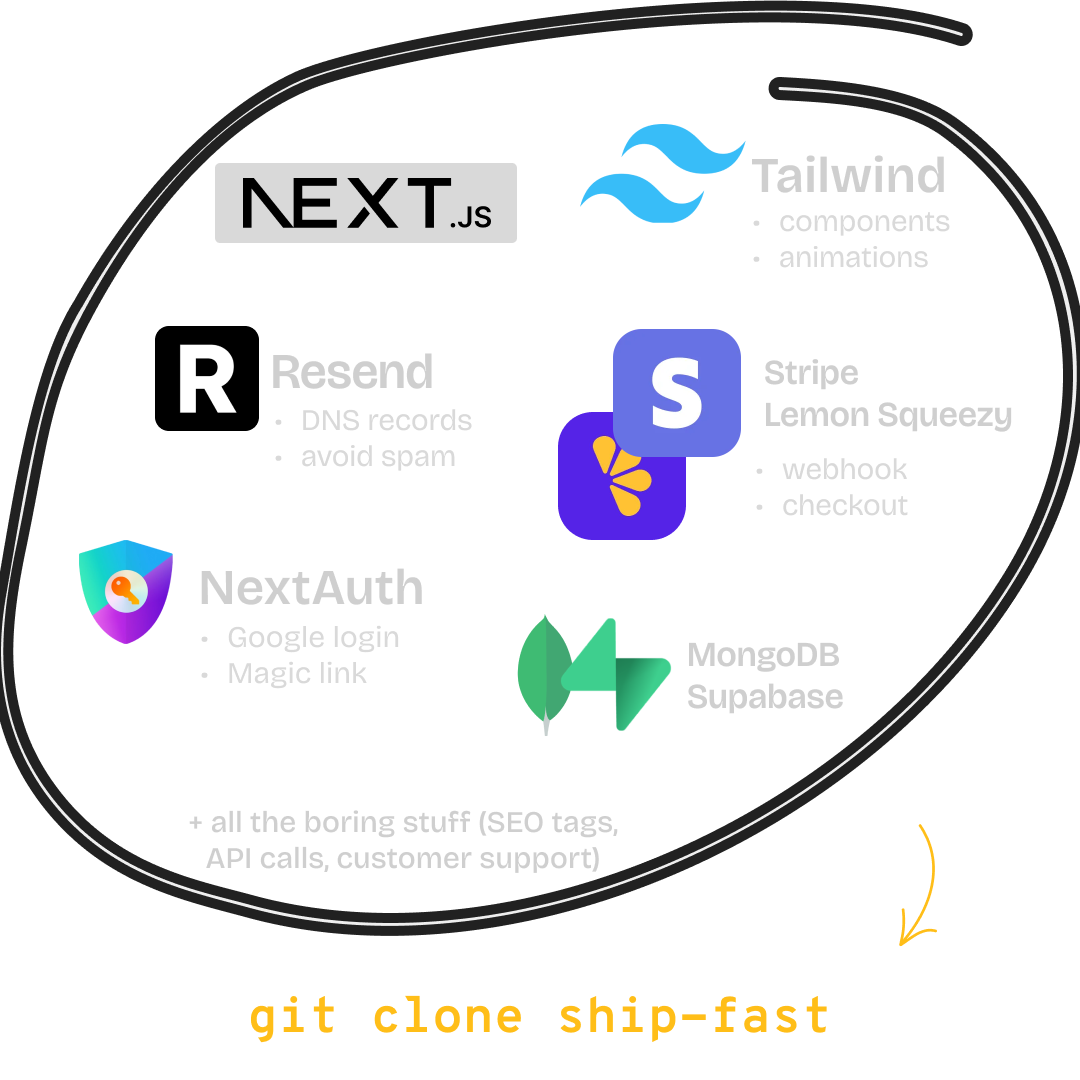 NEXT.JS
Tailwind
• components
• animations
R
Resend
• DNS records
• avoid spam
S
Stripe
Lemon Squeezy
• webhook
• checkout
NextAuth
• Google login
• Magic link
MongoDB
Supabase
+ all the boring stuff (SEO tags,
API calls, customer support)
git clone ship-fast